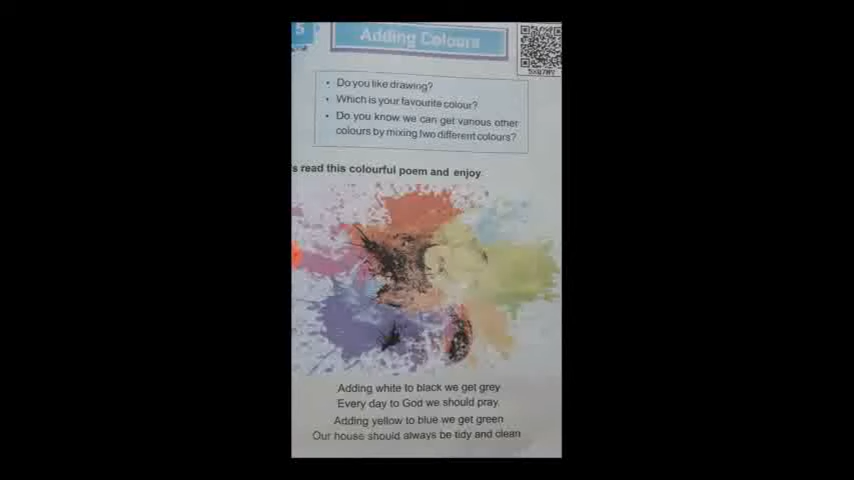 5
Adding Colours
5XQ7WV
• Do you like drawing?
• Which is your favourite colour?
• Do you know we can get various other
colours by mixing two different colours?
s read this colourful poem and enjoy
Adding white to black we get grey
Every day to God we should pray.
Adding yellow to blue we get green
Our house should always be tidy and clean